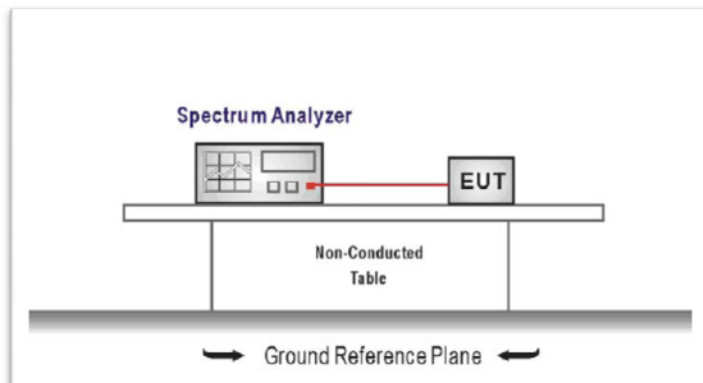 Spectrum Analyzer
EUT
Non-Conducted
Table
Ground Reference Plane